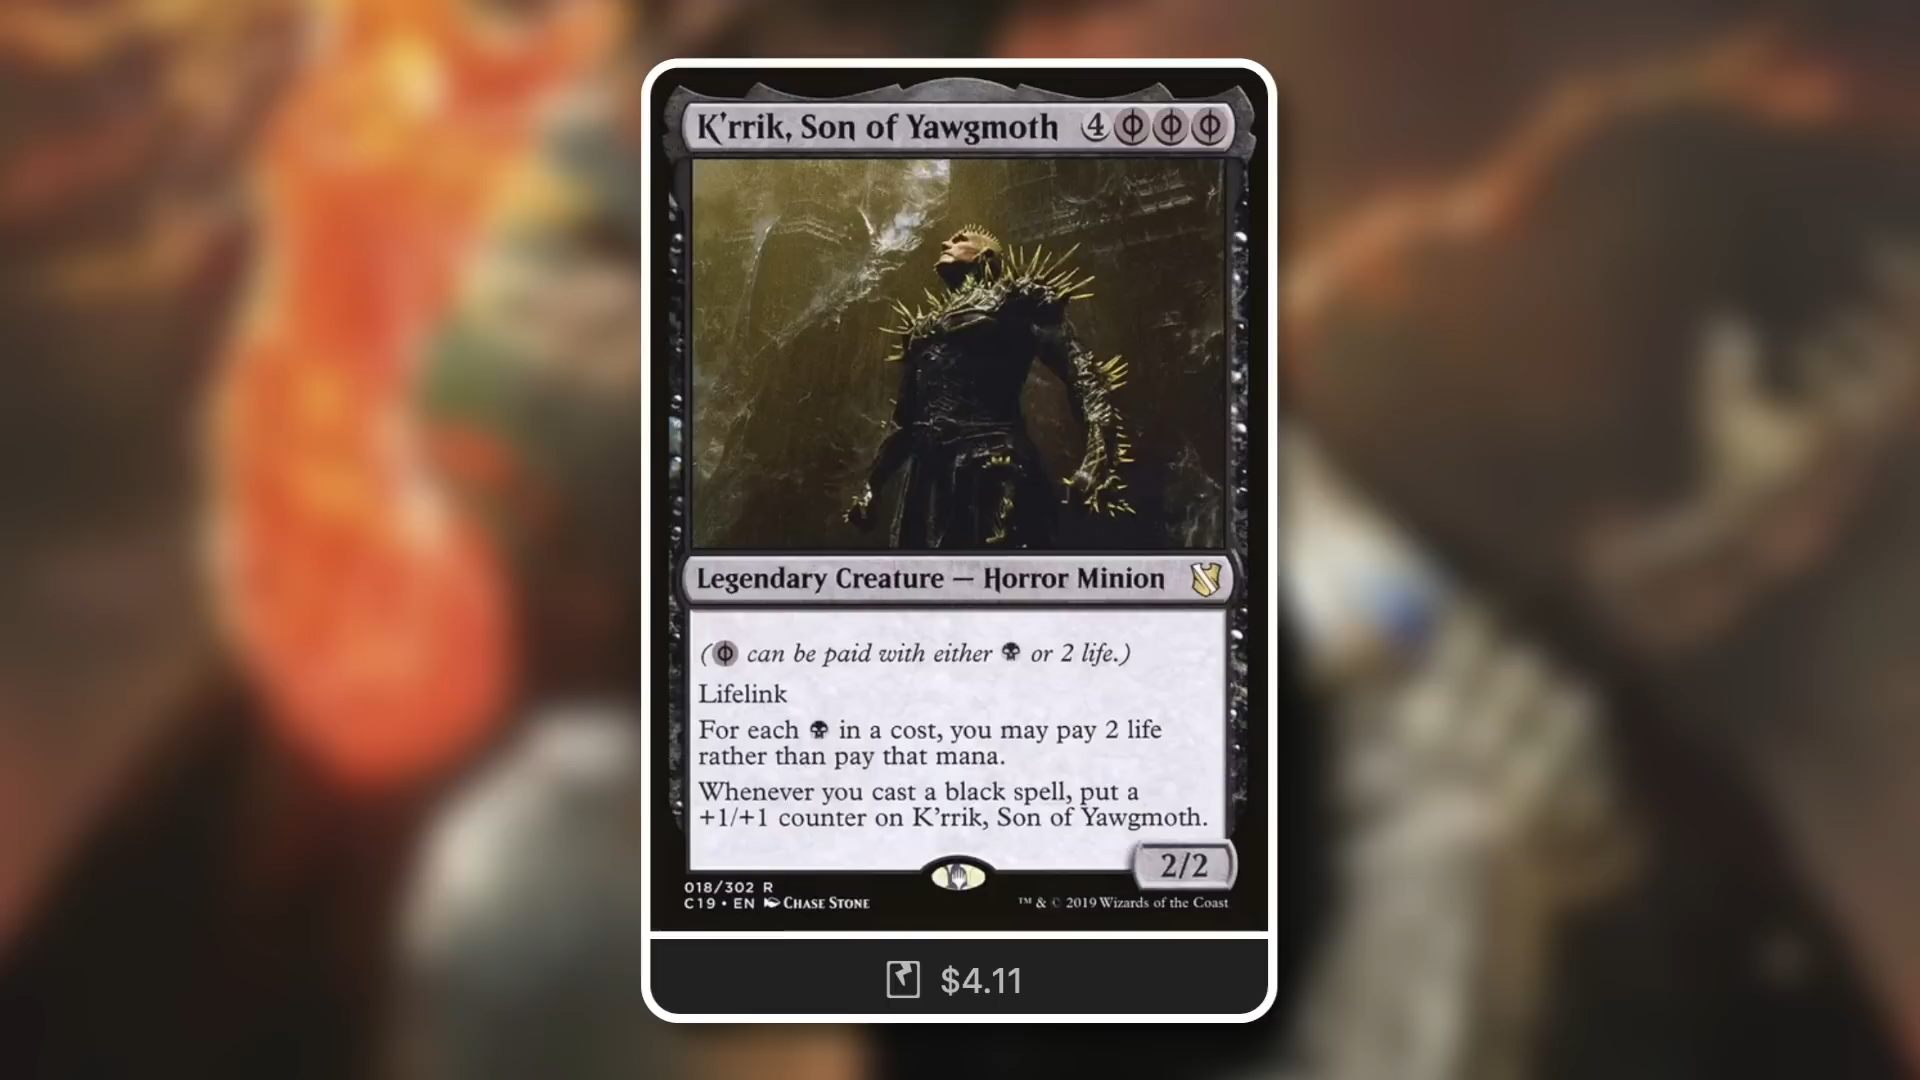 K'rrik, Son of Yawgmoth 4
Legendary Creature — Horror Minion
( can be paid with either or 2 life.)
Lifelink
For each in a cost, you may pay 2 life
rather than pay that mana.
Whenever you cast a black spell, put a
+1/+1 counter on K'rrik, Son of Yawgmoth.
2/2
018/302 R
C19 • EN CHASE STONE
™ & © 2019 Wizards of the Coast
$4.11